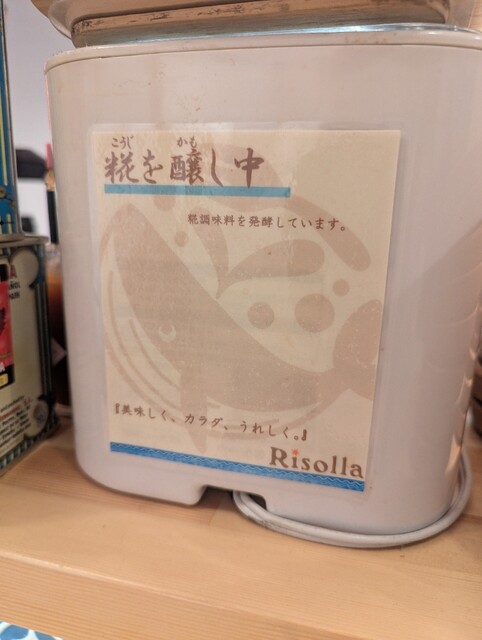 こうじ かも
糀を醸し中
糀調味料を発酵しています。
『美味しく、カラダ、うれしく。』
Risolla